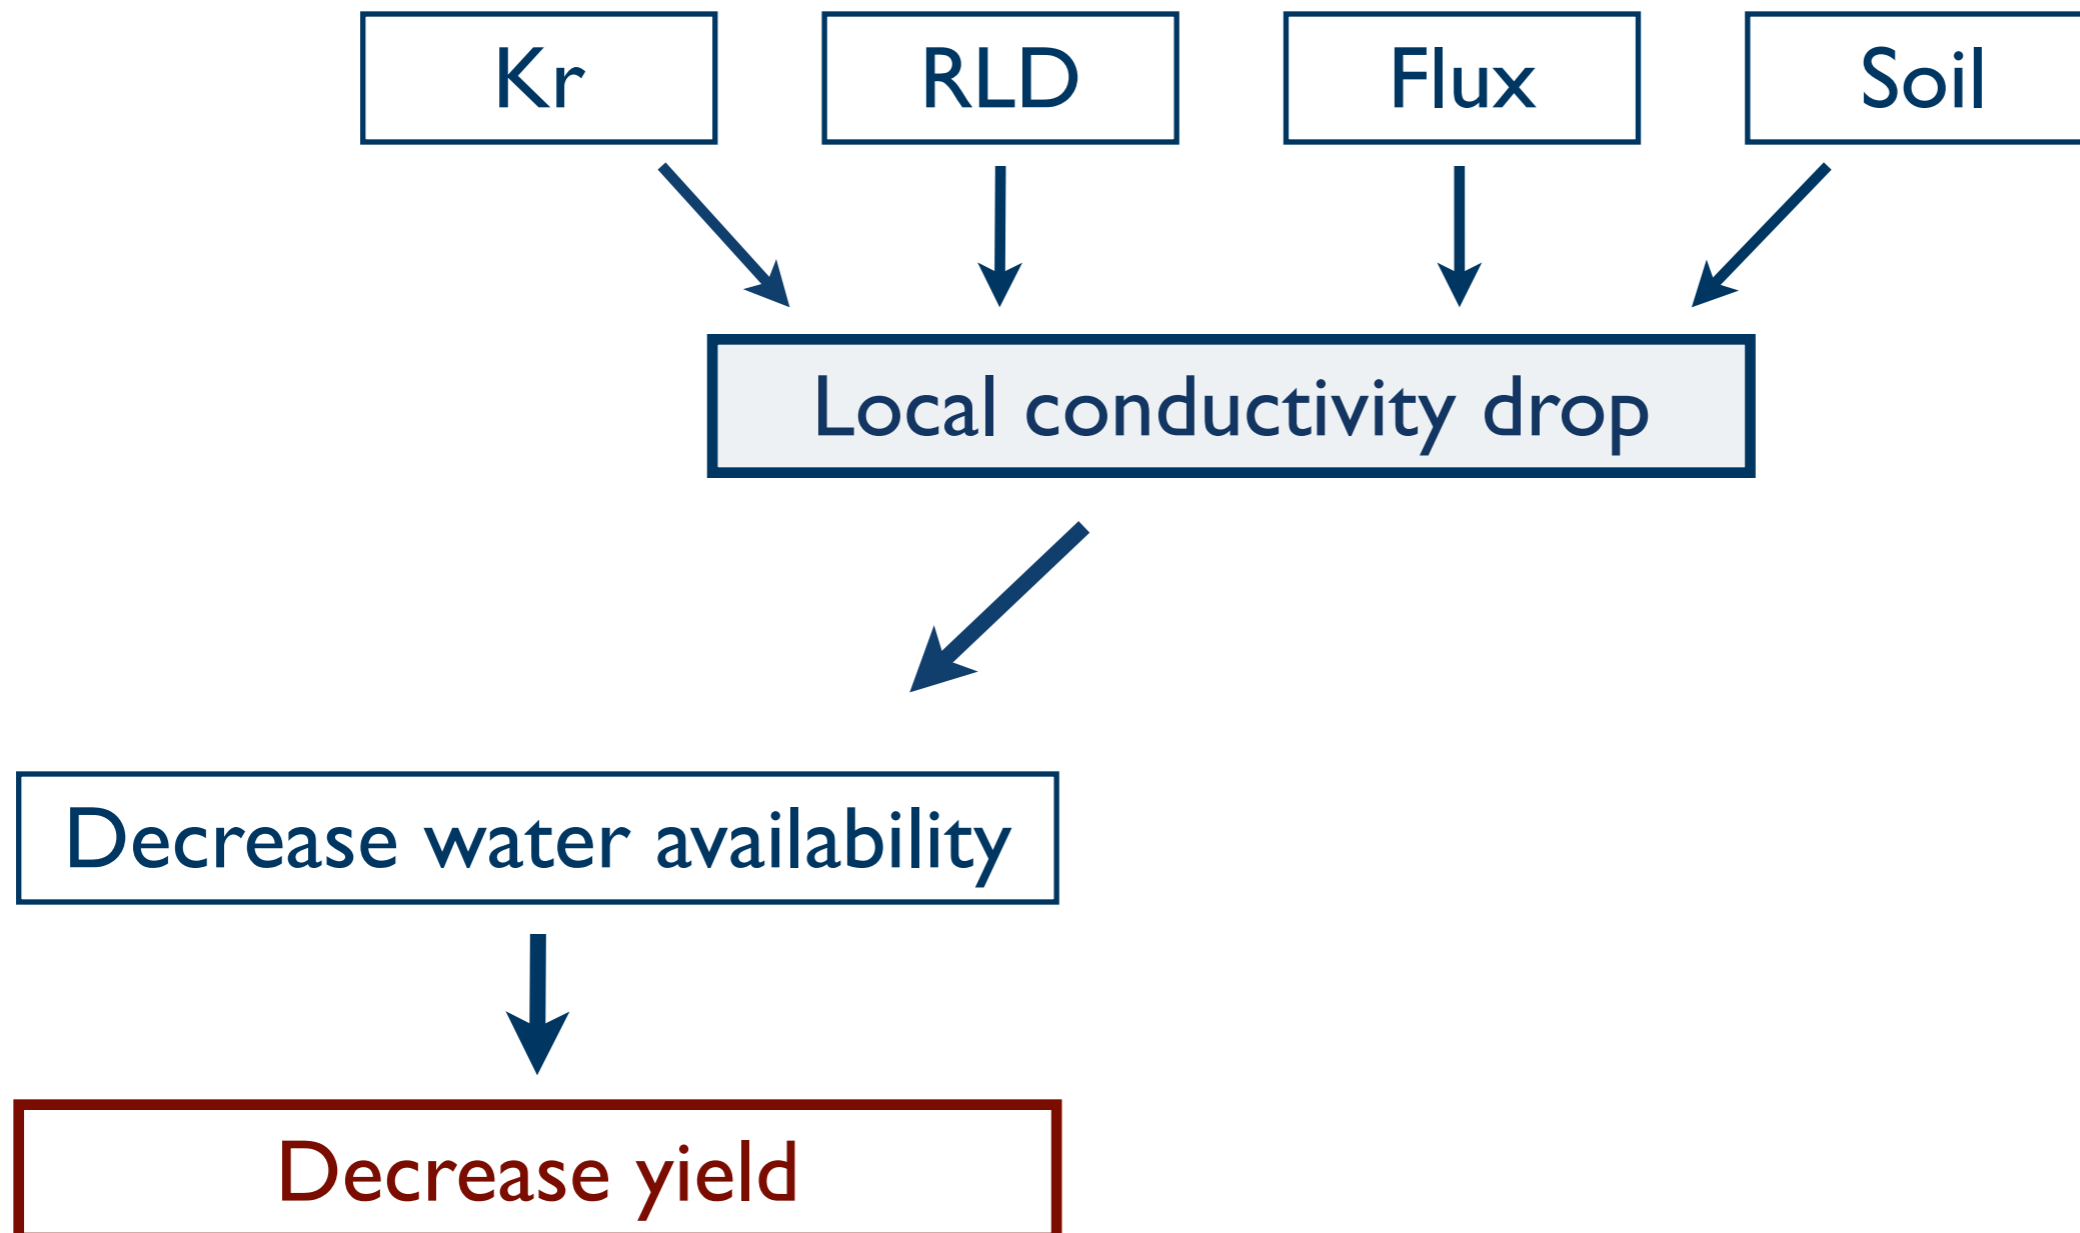 Kr
RLD
Flux
Soil
Local conductivity drop
Decrease water availability
Decrease yield